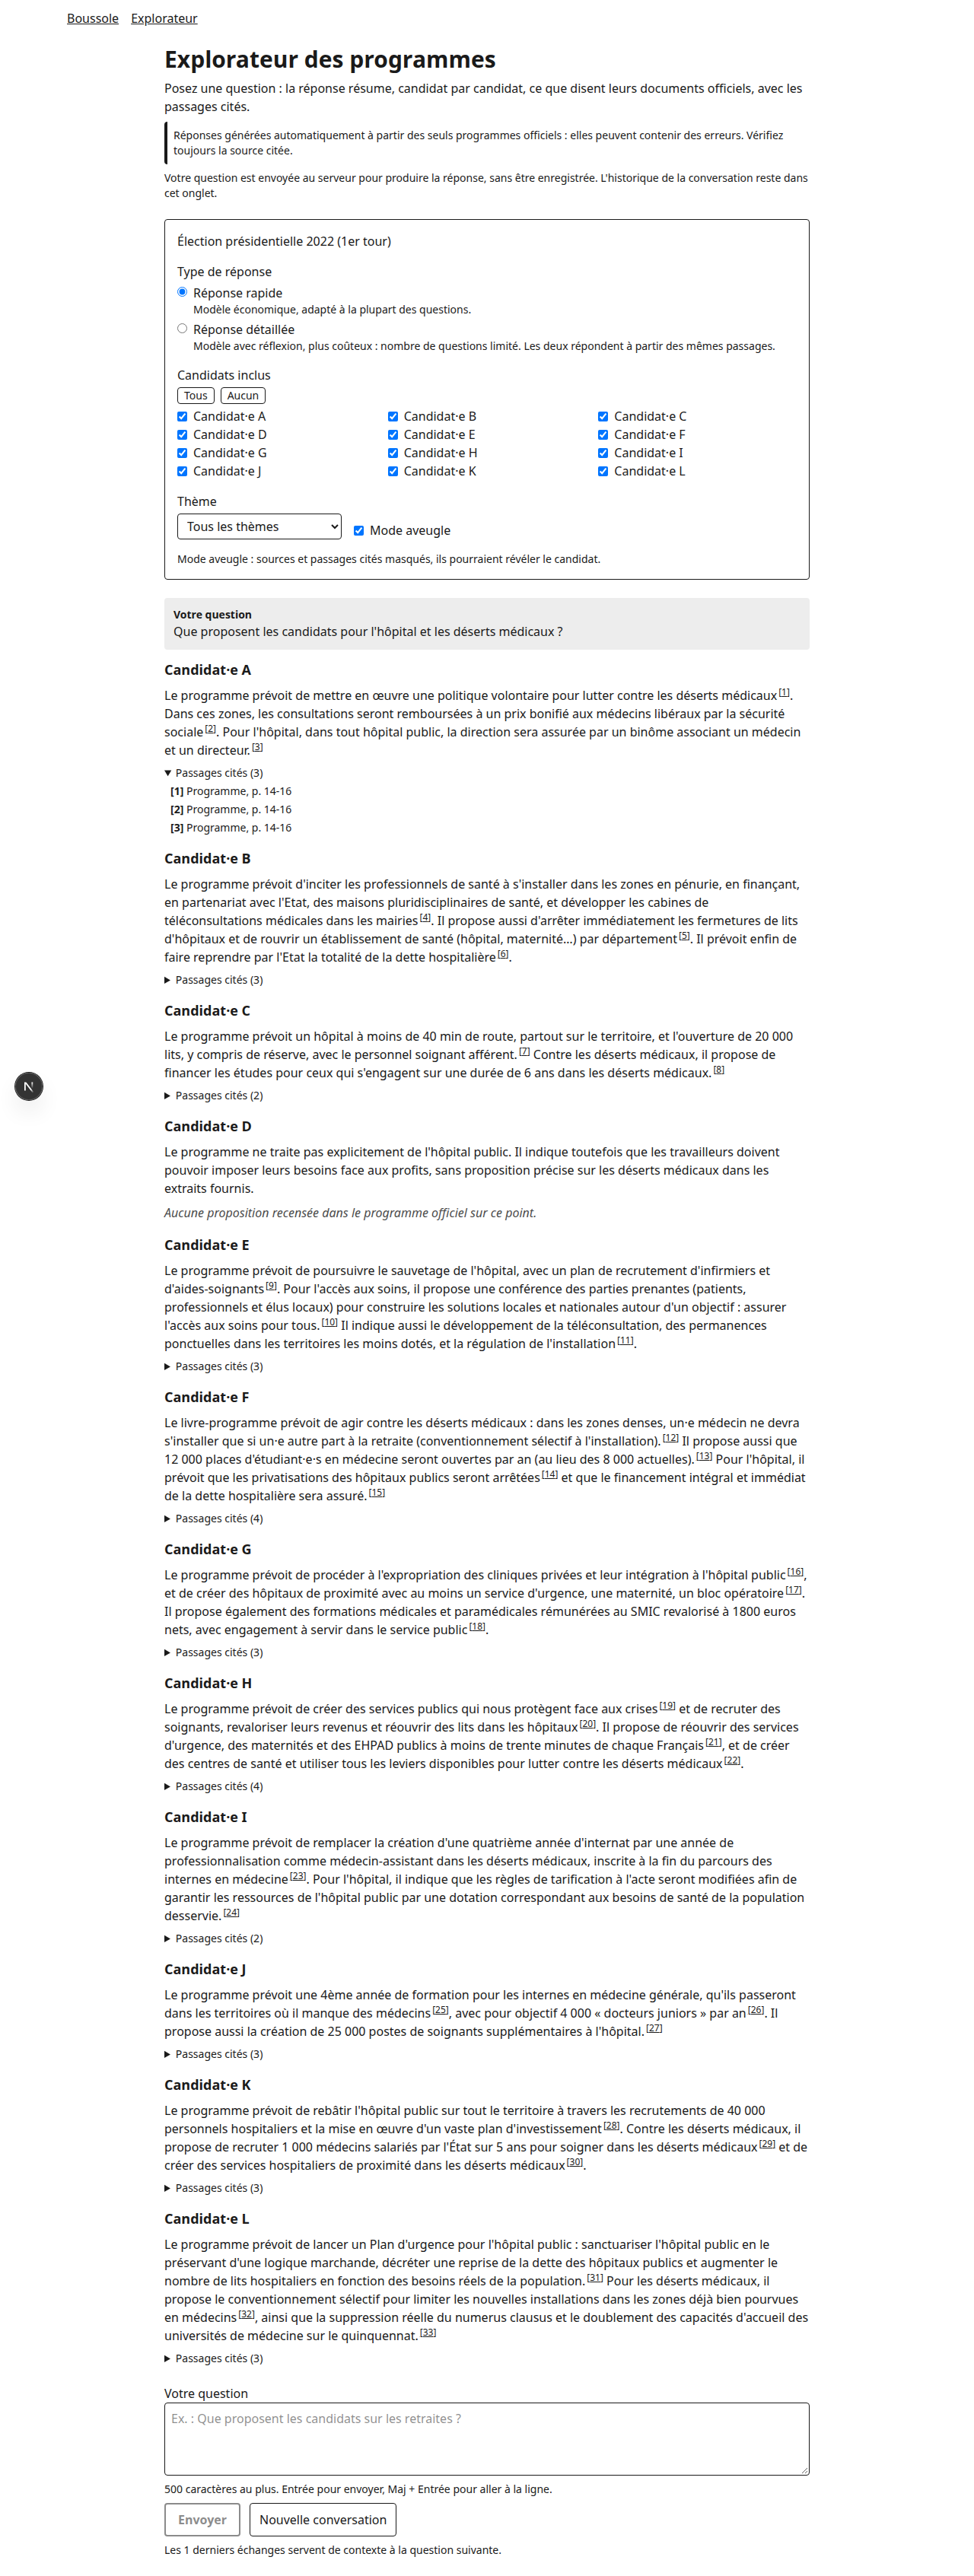 Boussole Explorateur
Explorateur des programmes
Posez une question : la réponse résume, candidat par candidat, ce que disent leurs documents officiels, avec les
passages cités.
Réponses générées automatiquement à partir des seuls programmes officiels : elles peuvent contenir des erreurs. Vérifiez
toujours la source citée.
Votre question est envoyée au serveur pour produire la réponse, sans être enregistrée. L'historique de la conversation reste dans
cet onglet.
Élection présidentielle 2022 (1er tour)
Type de réponse
Réponse rapide
Modèle économique, adapté à la plupart des questions.
Réponse détaillée
Modèle avec réflexion, plus coûteux : nombre de questions limité. Les deux répondent à partir des mêmes passages.
Candidats inclus
Tous Aucun
Candidat·e A Candidat·e B Candidat·e C
Candidat·e D Candidat·e E Candidat·e F
Candidat·e G Candidat·e H Candidat·e I
Candidat·e J Candidat·e K Candidat·e L
Thème
Tous les thèmes Mode aveugle
Mode aveugle : sources et passages cités masqués, ils pourraient révéler le candidat.
Votre question
Que proposent les candidats pour l'hôpital et les déserts médicaux ?
Candidat·e A
Le programme prévoit de mettre en œuvre une politique volontaire pour lutter contre les déserts médicaux [1].
Dans ces zones, les consultations seront remboursées à un prix bonifié aux médecins libéraux par la sécurité
sociale [2]. Pour l'hôpital, dans tout hôpital public, la direction sera assurée par un binôme associant un médecin
et un directeur. [3]
Passages cités (3)
[1] Programme, p. 14-16
[2] Programme, p. 14-16
[3] Programme, p. 14-16
Candidat·e B
Le programme prévoit d'inciter les professionnels de santé à s'installer dans les zones en pénurie, en finançant,
en partenariat avec l'Etat, des maisons pluridisciplinaires de santé, et développer les cabines de
téléconsultations médicales dans les mairies [4]. Il propose aussi d'arrêter immédiatement les fermetures de lits
d'hôpitaux et de rouvrir un établissement de santé (hôpital, maternité...) par département [5]. Il prévoit enfin de
faire reprendre par l'Etat la totalité de la dette hospitalière [6].
Passages cités (3)
Candidat·e C
Le programme prévoit un hôpital à moins de 40 min de route, partout sur le territoire, et l'ouverture de 20 000
lits, y compris de réserve, avec le personnel soignant afférent. [7] Contre les déserts médicaux, il propose de
financer les études pour ceux qui s'engagent sur une durée de 6 ans dans les déserts médicaux. [8]
Passages cités (2)
Candidat·e D
Le programme ne traite pas explicitement de l'hôpital public. Il indique toutefois que les travailleurs doivent
pouvoir imposer leurs besoins face aux profits, sans proposition précise sur les déserts médicaux dans les
extraits fournis.
Aucune proposition recensée dans le programme officiel sur ce point.
Candidat·e E
Le programme prévoit de poursuivre le sauvetage de l'hôpital, avec un plan de recrutement d'infirmiers et
d'aides-soignants [9]. Pour l'accès aux soins, il propose une conférence des parties prenantes (patients,
professionnels et élus locaux) pour construire les solutions locales et nationales autour d'un objectif : assurer
l'accès aux soins pour tous. [10] Il indique aussi le développement de la téléconsultation, des permanences
ponctuelles dans les territoires les moins dotés, et la régulation de l'installation [11].
Passages cités (3)
Candidat·e F
Le livre-programme prévoit de agir contre les déserts médicaux : dans les zones denses, un·e médecin ne devra
s'installer que si un·e autre part à la retraite (conventionnement sélectif à l'installation). [12] Il propose aussi que
12 000 places d'étudiant·e·s en médecine seront ouvertes par an (au lieu des 8 000 actuelles). [13] Pour l'hôpital, il
prévoit que les privatisations des hôpitaux publics seront arrêtées [14] et que le financement intégral et immédiat
de la dette hospitalière sera assuré. [15]
Passages cités (4)
Candidat·e G
Le programme prévoit de procéder à l'expropriation des cliniques privées et leur intégration à l'hôpital public [16],
et de créer des hôpitaux de proximité avec au moins un service d'urgence, une maternité, un bloc opératoire [17].
Il propose également des formations médicales et paramédicales rémunérées au SMIC revalorisé à 1800 euros
nets, avec engagement à servir dans le service public [18].
Passages cités (3)
Candidat·e H
Le programme prévoit de créer des services publics qui nous protègent face aux crises [19] et de recruter des
soignants, revaloriser leurs revenus et réouvrir des lits dans les hôpitaux [20]. Il propose de réouvrir des services
d'urgence, des maternités et des EHPAD publics à moins de trente minutes de chaque Français [21], et de créer
des centres de santé et utiliser tous les leviers disponibles pour lutter contre les déserts médicaux [22].
Passages cités (4)
Candidat·e I
Le programme prévoit de remplacer la création d'une quatrième année d'internat par une année de
professionnalisation comme médecin-assistant dans les déserts médicaux, inscrite à la fin du parcours des
internes en médecine [23]. Pour l'hôpital, il indique que les règles de tarification à l'acte seront modifiées afin de
garantir les ressources de l'hôpital public par une dotation correspondant aux besoins de santé de la population
desservie. [24]
Passages cités (2)
Candidat·e J
Le programme prévoit une 4ème année de formation pour les internes en médecine générale, qu'ils passeront
dans les territoires où il manque des médecins [25], avec pour objectif 4 000 « docteurs juniors » par an [26]. Il
propose aussi la création de 25 000 postes de soignants supplémentaires à l'hôpital. [27]
Passages cités (3)
Candidat·e K
Le programme prévoit de rebâtir l'hôpital public sur tout le territoire à travers les recrutements de 40 000
personnels hospitaliers et la mise en œuvre d'un vaste plan d'investissement [28]. Contre les déserts médicaux, il
propose de recruter 1 000 médecins salariés par l'État sur 5 ans pour soigner dans les déserts médicaux [29] et de
créer des services hospitaliers de proximité dans les déserts médicaux [30].
Passages cités (3)
Candidat·e L
Le programme prévoit de lancer un Plan d'urgence pour l'hôpital public : sanctuariser l'hôpital public en le
préservant d'une logique marchande, décréter une reprise de la dette des hôpitaux publics et augmenter le
nombre de lits hospitaliers en fonction des besoins réels de la population. [31] Pour les déserts médicaux, il
propose le conventionnement sélectif pour limiter les nouvelles installations dans les zones déjà bien pourvues
en médecins [32], ainsi que la suppression réelle du numerus clausus et le doublement des capacités d'accueil des
universités de médecine sur le quinquennat. [33]
Passages cités (3)
Votre question
Ex. : Que proposent les candidats sur les retraites ?
500 caractères au plus. Entrée pour envoyer, Maj + Entrée pour aller à la ligne.
Envoyer Nouvelle conversation
Les 1 derniers échanges servent de contexte à la question suivante.